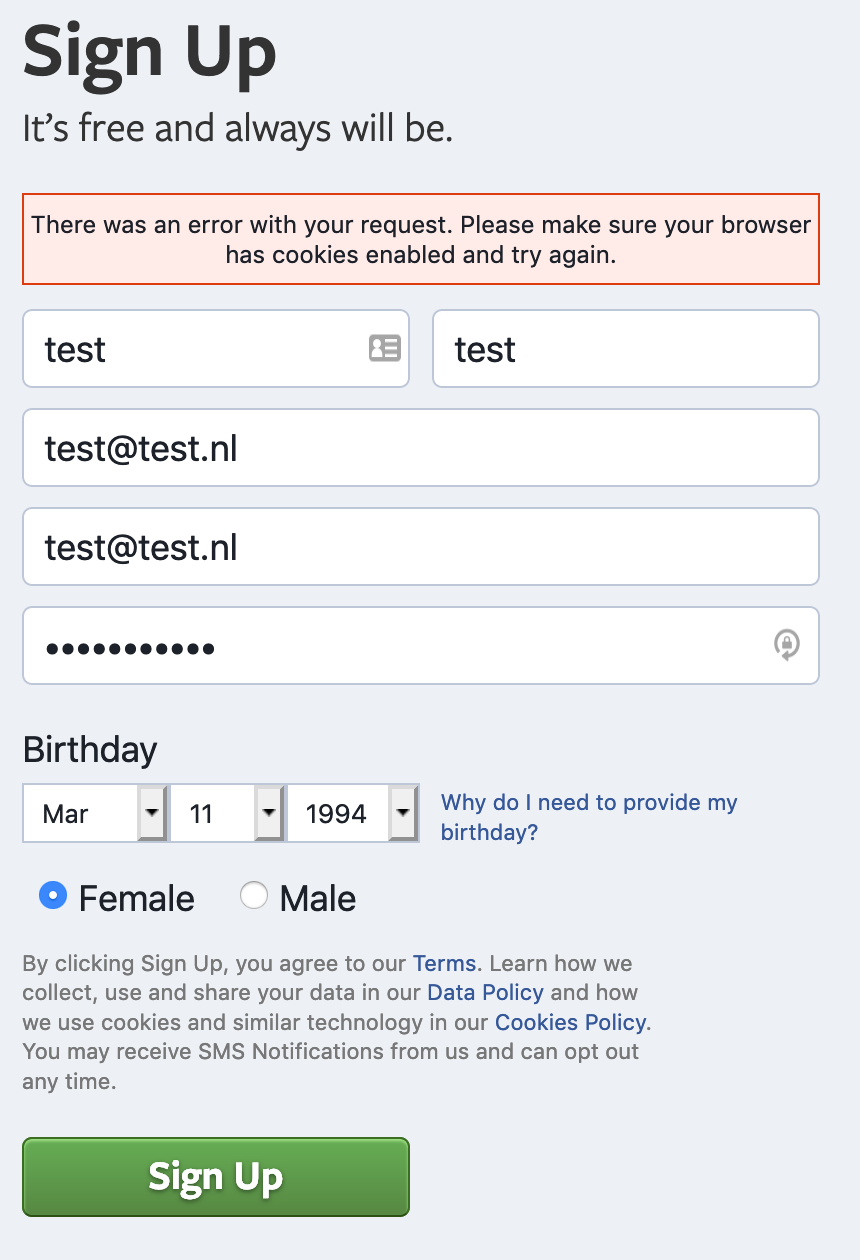 Sign Up
It's free and always will be.
There was an error with your request. Please make sure your browser
has cookies enabled and try again.
test test
test@test.nl
test@test.nl
•••••••••••
Birthday
Mar 11 1994 Why do I need to provide my
birthday?
Female Male
By clicking Sign Up, you agree to our Terms. Learn how we
collect, use and share your data in our Data Policy and how
we use cookies and similar technology in our Cookies Policy.
You may receive SMS Notifications from us and can opt out
any time.
Sign Up